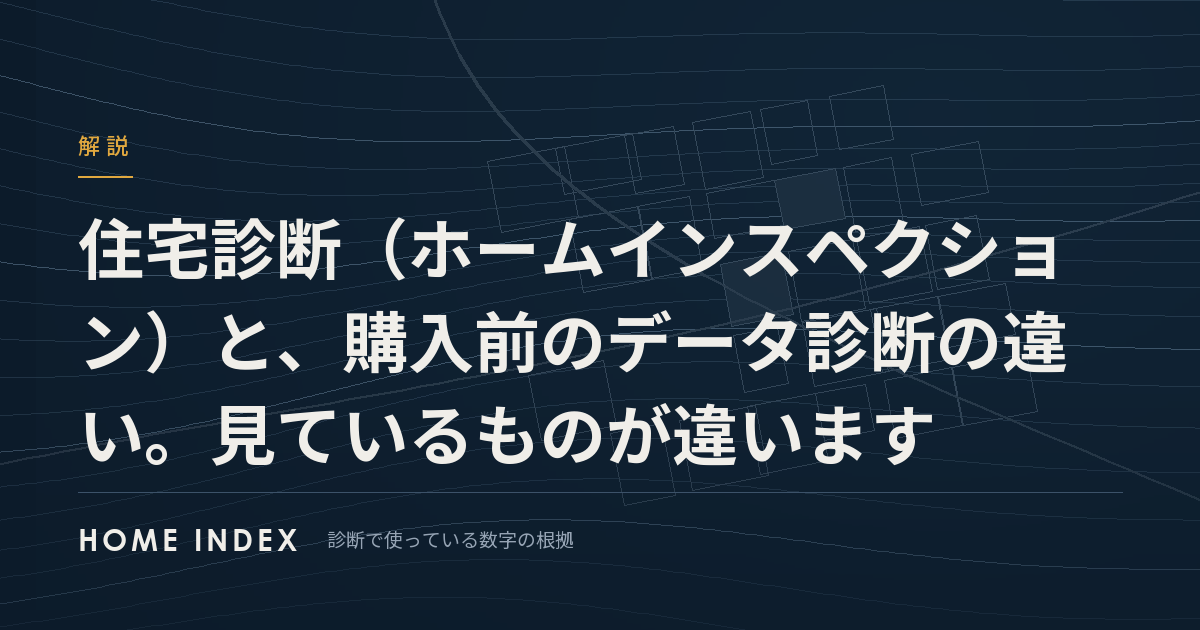 解説
住宅診断（ホームインスペクショ
ン）と、購入前のデータ診断の違
い。見ているものが違います
HOME INDEX 診断で使っている数字の根拠